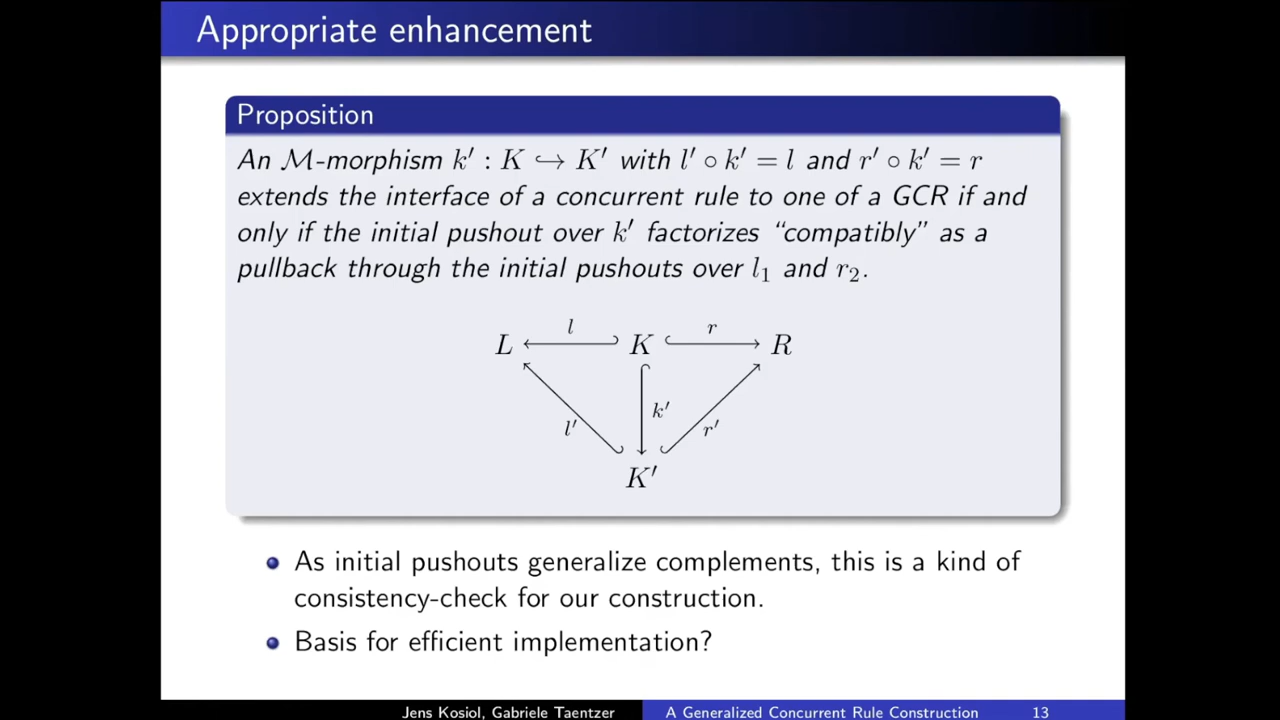 Appropriate enhancement
Proposition
An ℳ-morphism k′ : K ↪ K′ with l′ ∘ k′ = l and r′ ∘ k′ = r
extends the interface of a concurrent rule to one of a GCR if and
only if the initial pushout over k′ factorizes “compatibly” as a
pullback through the initial pushouts over l₁ and r₂.
l r
L K R
k′
l′ r′
K′
As initial pushouts generalize complements, this is a kind of
consistency-check for our construction.
Basis for efficient implementation?
Jens Kosiol, Gabriele Taentzer A Generalized Concurrent Rule Construction 13